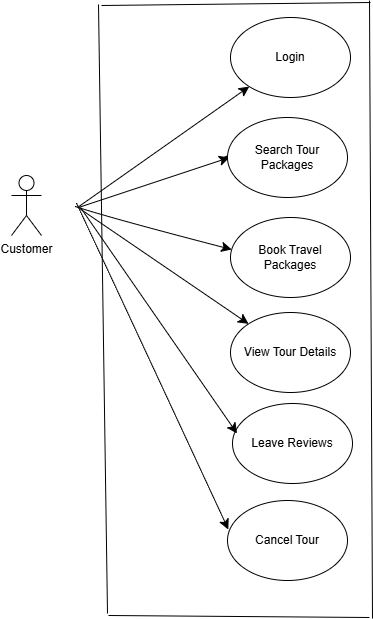 Login
Search Tour
Packages
Customer
Book Travel
Packages
View Tour Details
Leave Reviews
Cancel Tour